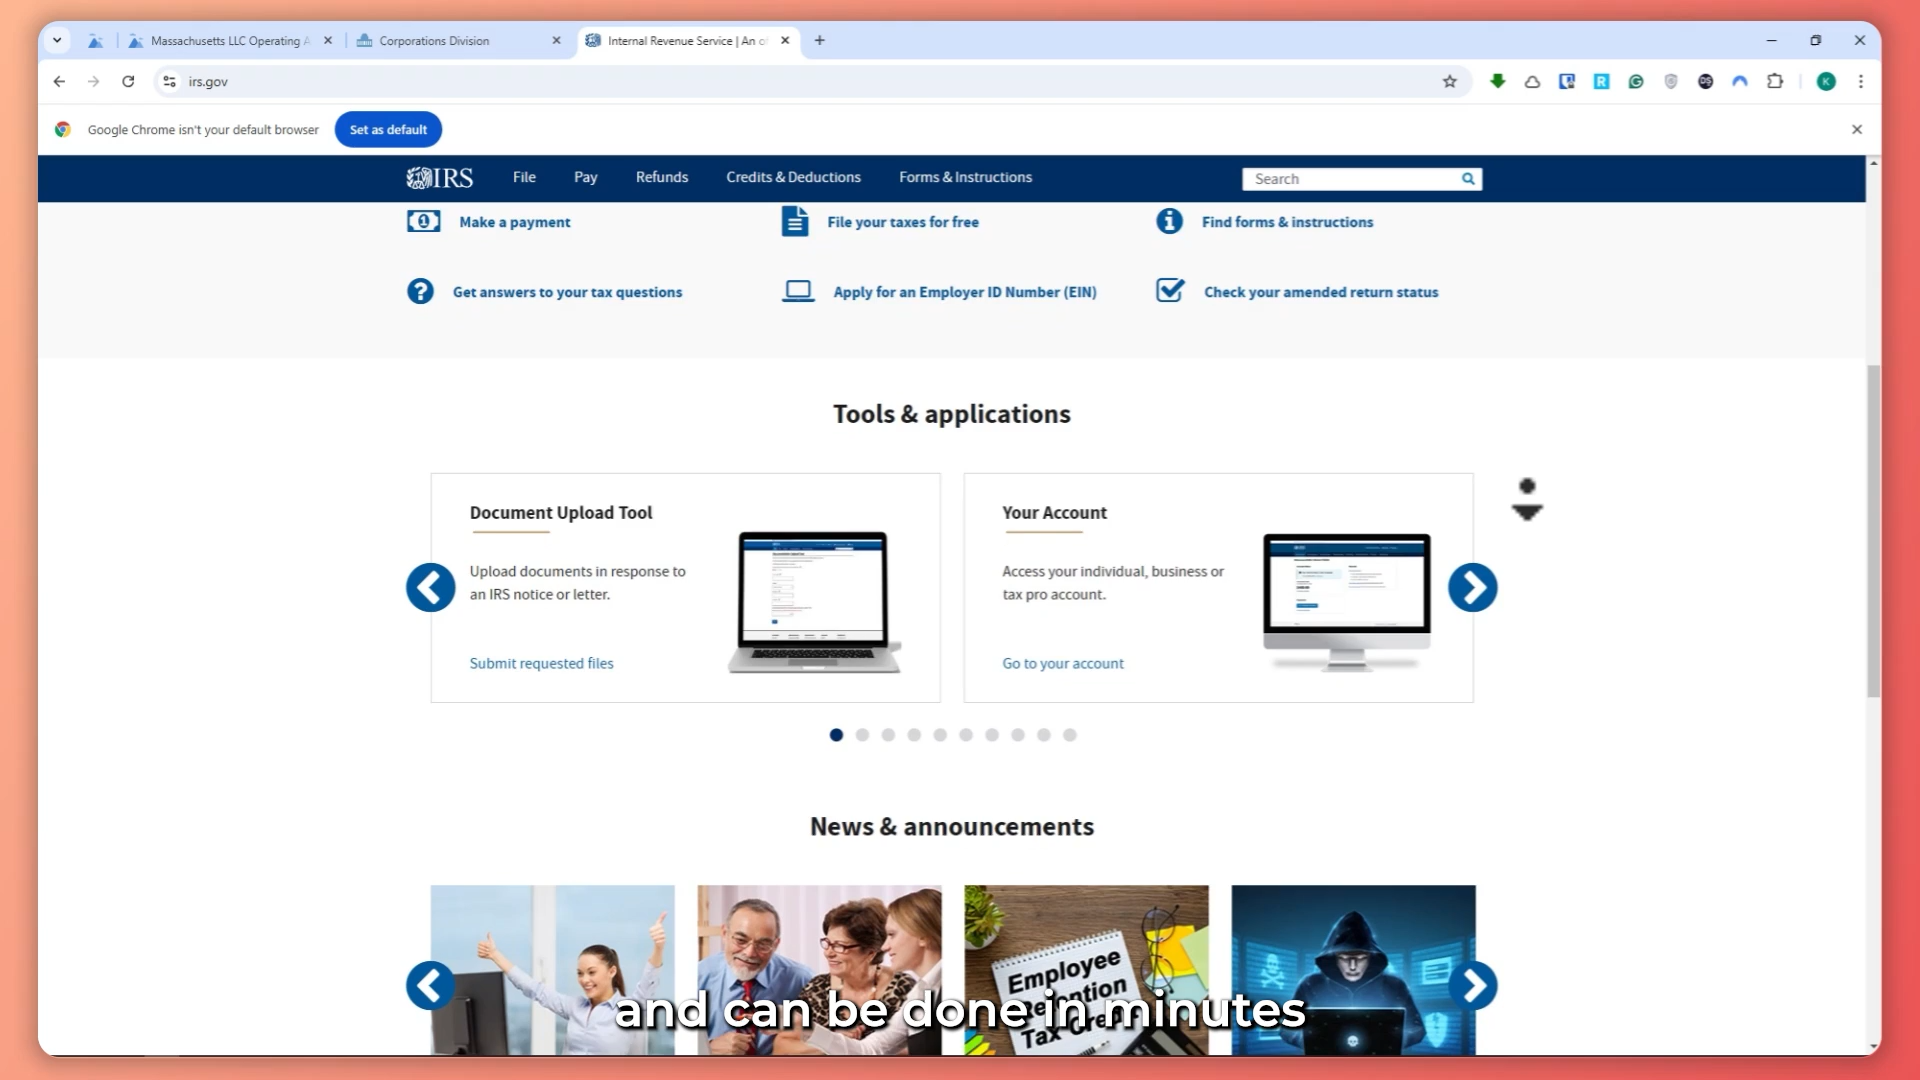 Massachusetts LLC Operating A
Corporations Division
Internal Revenue Service | An o
irs.gov
K
Google Chrome isn't your default browser
Set as default
IRS
File
Pay
Refunds
Credits & Deductions
Forms & Instructions
Search
Make a payment
File your taxes for free
Find forms & instructions
Get answers to your tax questions
Apply for an Employer ID Number (EIN)
Check your amended return status
Tools & applications
Document Upload Tool
Upload documents in response to
an IRS notice or letter.
Submit requested files
Your Account
Access your individual, business or
tax pro account.
Go to your account
News & announcements
Employee
Retention
Tax Credit
and can be done in minutes